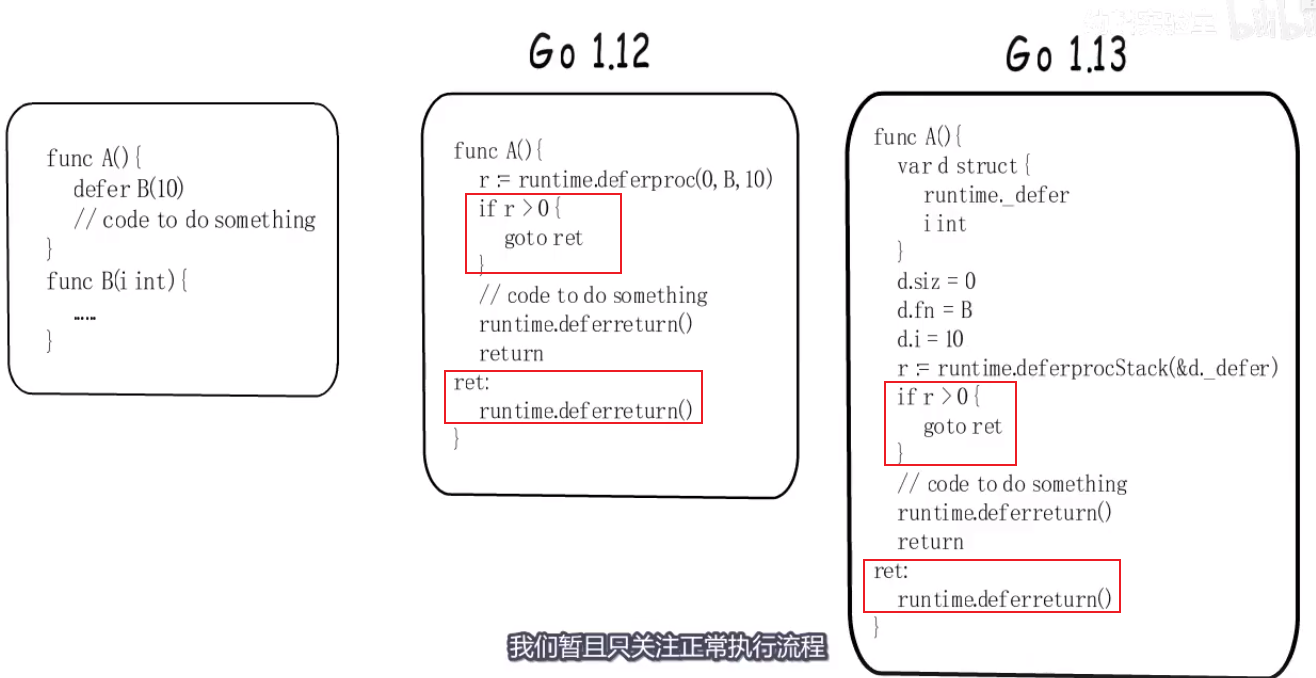 Go 1.12
Go 1.13
func A(){
defer B(10)
// code to do something
}
func B(i int){
......
}
func A(){
r := runtime.deferproc(0, B, 10)
if r > 0 {
goto ret
}
// code to do something
runtime.deferreturn()
return
ret:
runtime.deferreturn()
}
func A(){
var d struct {
runtime._defer
i int
}
d.siz = 0
d.fn = B
d.i = 10
r := runtime.deferprocStack(&d._defer)
if r > 0 {
goto ret
}
// code to do something
runtime.deferreturn()
return
ret:
runtime.deferreturn()
}
我们暂且只关注正常执行流程